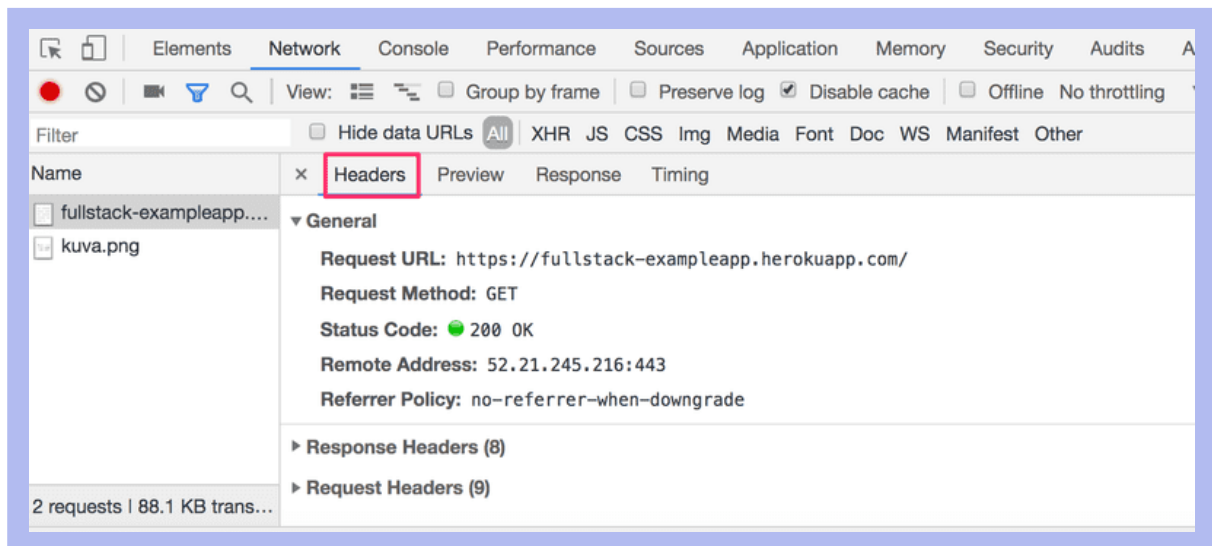 Elements Network Console Performance Sources Application Memory Security Audits A
View: Group by frame Preserve log Disable cache Offline No throttling
Filter Hide data URLs All XHR JS CSS Img Media Font Doc WS Manifest Other
Name × Headers Preview Response Timing
fullstack-exampleapp....
kuva.png
General
Request URL: https://fullstack-exampleapp.herokuapp.com/
Request Method: GET
Status Code: 200 OK
Remote Address: 52.21.245.216:443
Referrer Policy: no-referrer-when-downgrade
Response Headers (8)
Request Headers (9)
2 requests | 88.1 KB trans...